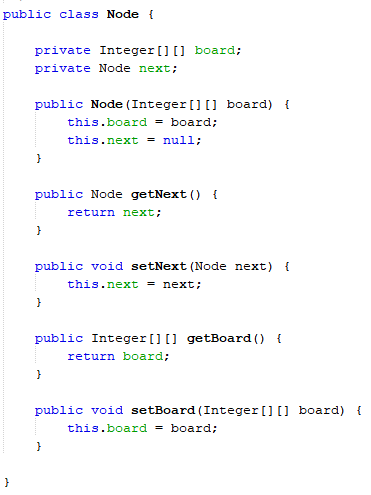 public class Node {
private Integer[][] board;
private Node next;
public Node(Integer[][] board) {
this.board = board;
this.next = null;
}
public Node getNext() {
return next;
}
public void setNext(Node next) {
this.next = next;
}
public Integer[][] getBoard() {
return board;
}
public void setBoard(Integer[][] board) {
this.board = board;
}
}